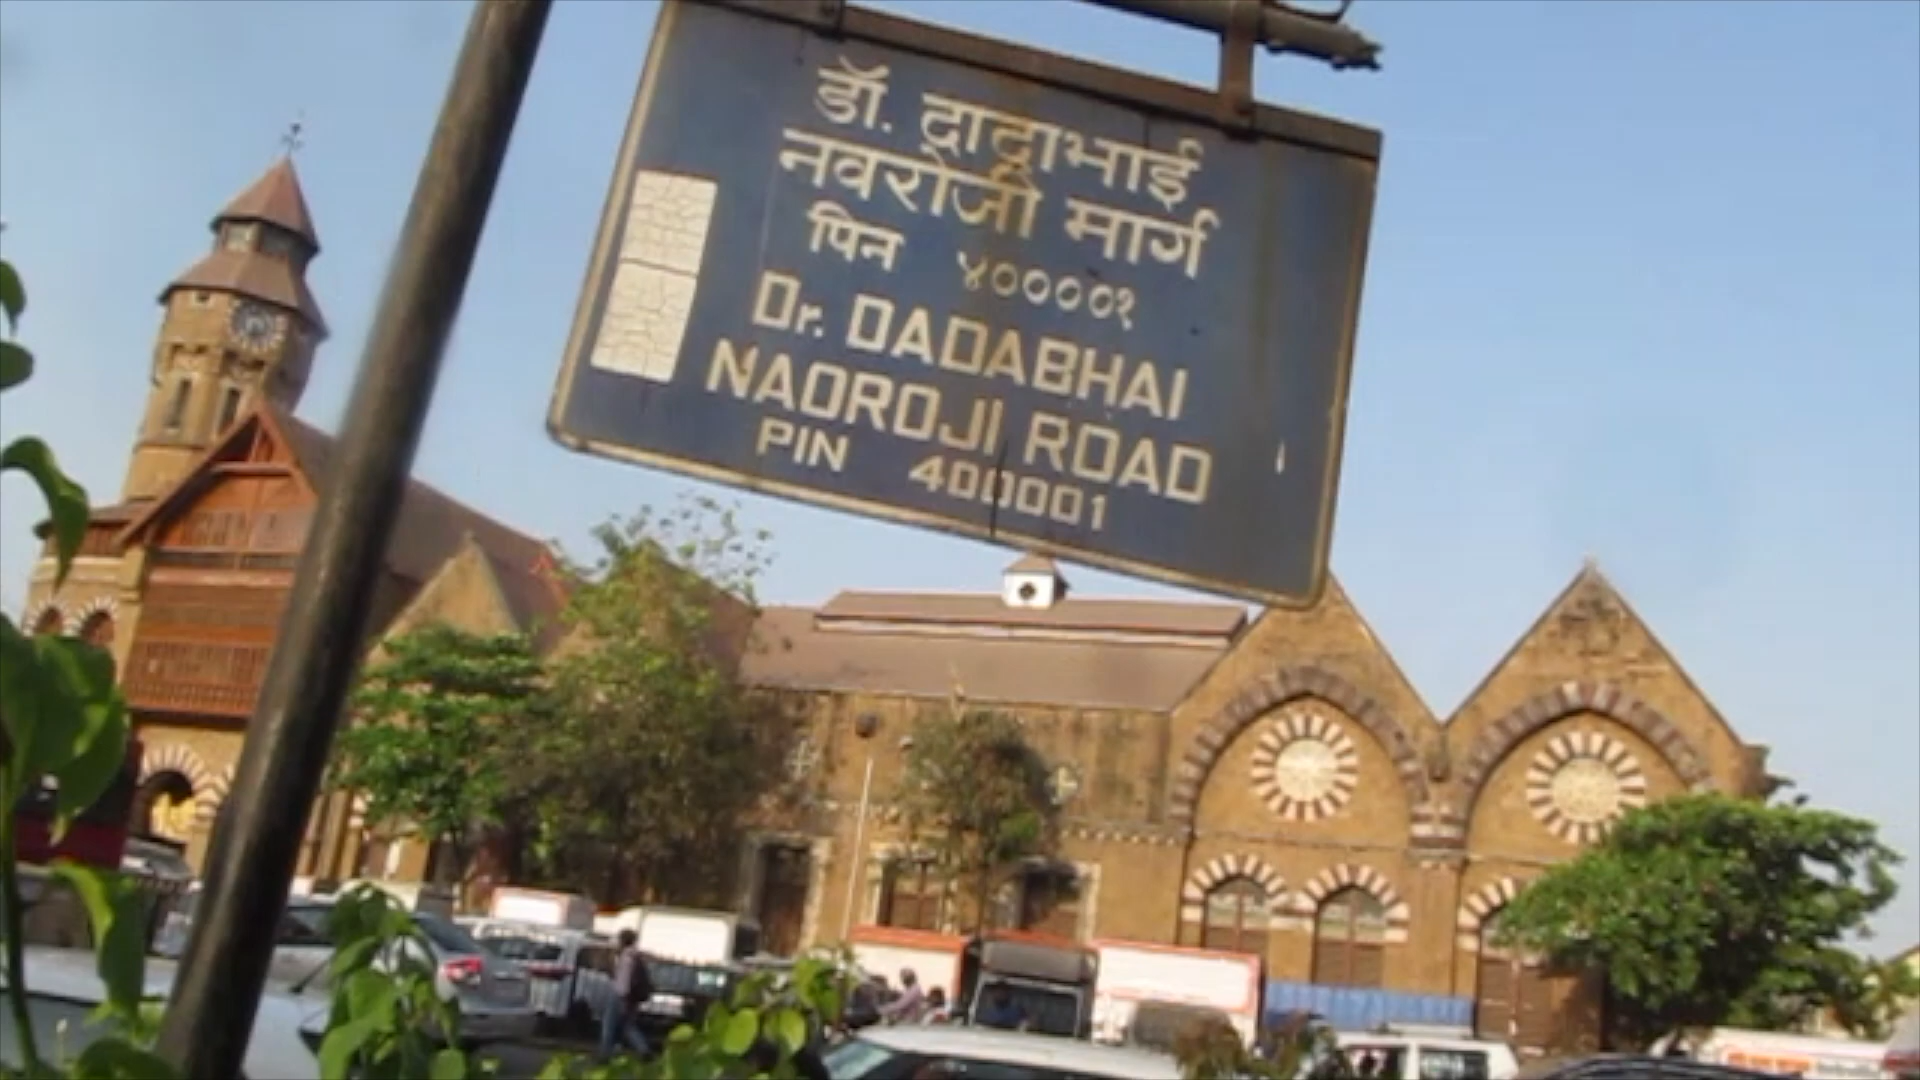 डॉ. दादाभाई
नवरोजी मार्ग
पिन ४००००१
Dr. DADABHAI
NAOROJI ROAD
PIN 400001